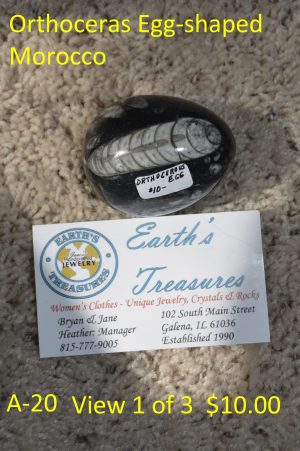 Orthoceras Egg-shaped
Morocco
ORTHOCEROUS
EGG
$10-
EARTH'S
JEWELRY
TREASURES
Earth's
Treasures
Women's Clothes - Unique Jewelry, Crystals & Rocks
Bryan & Jane
Heather: Manager
815-777-9005
102 South Main Street
Galena, IL 61036
Established 1990
A-20 View 1 of 3 $10.00